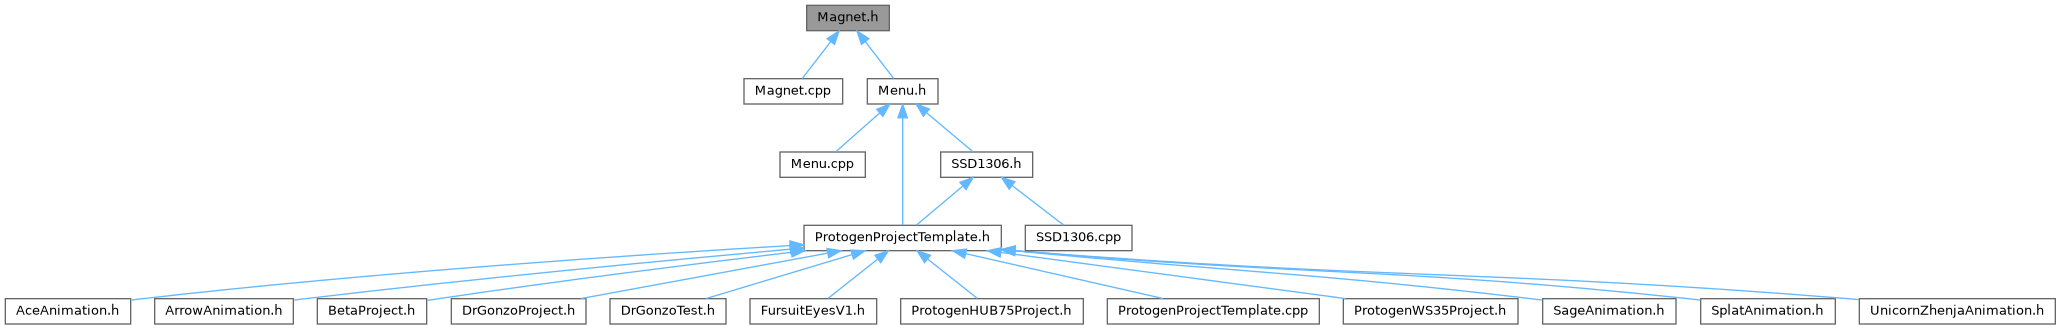 Magnet.h
Magnet.cpp
Menu.h
Menu.cpp
SSD1306.h
ProtogenProjectTemplate.h
SSD1306.cpp
AceAnimation.h
ArrowAnimation.h
BetaProject.h
DrGonzoProject.h
DrGonzoTest.h
FursuitEyesV1.h
ProtogenHUB75Project.h
ProtogenProjectTemplate.cpp
ProtogenWS35Project.h
SageAnimation.h
SplatAnimation.h
UnicornZhenjaAnimation.h